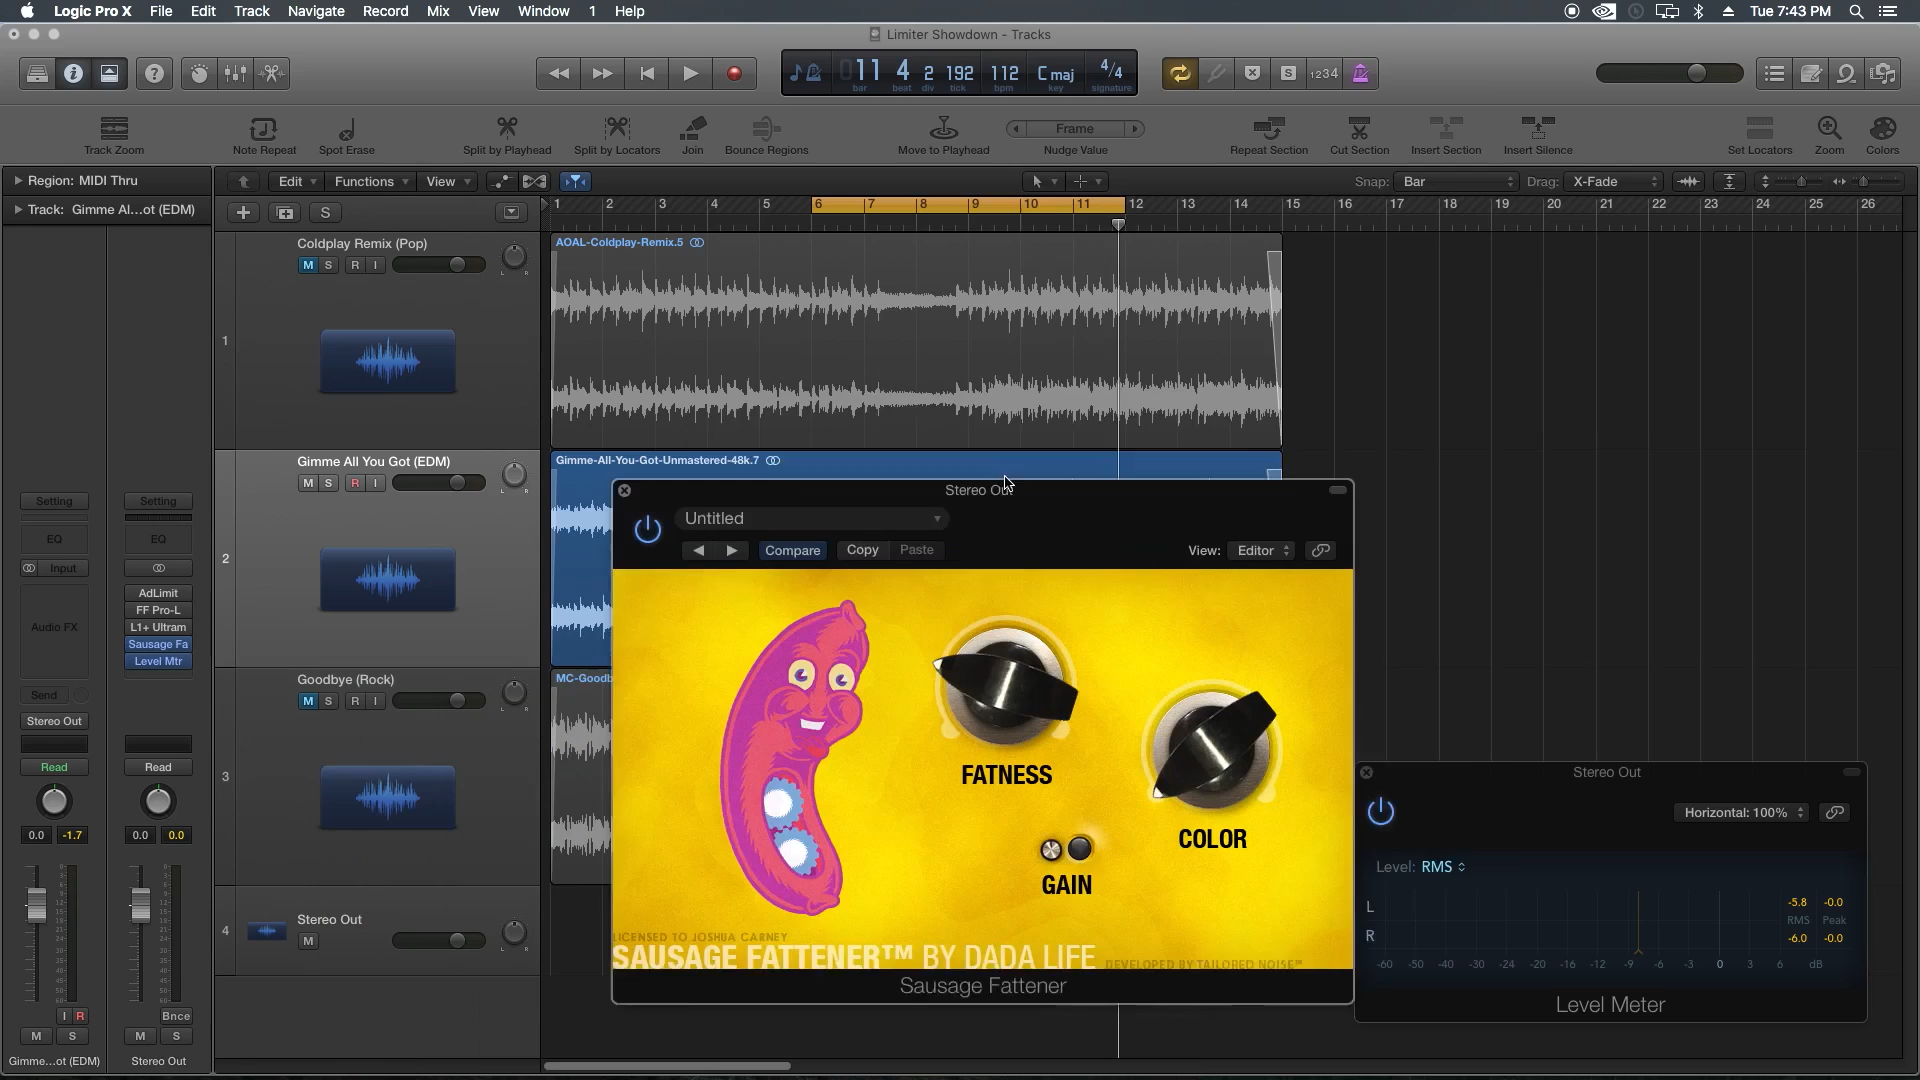 Logic Pro X File Edit Track Navigate Record Mix View Window 1 Help Tue 7:43 PM
Limiter Showdown - Tracks
011 4 2 192 112 C maj 4/4
bar beat div tick bpm key signature
S 1234
Frame
Track Zoom Note Repeat Spot Erase Split by Playhead Split by Locators Join Bounce Regions Move to Playhead Nudge Value Repeat Section Cut Section Insert Section Insert Silence Set Locators Zoom Colors
Region: MIDI Thru
Edit Functions View Snap: Bar Drag: X-Fade
Track: Gimme Al...ot (EDM)
S
1 2 3 4 5 6 7 8 9 10 11 12 13 14 15 16 17 18 19 20 21 22 23 24 25 26
Coldplay Remix (Pop)
M S R I
L R
1
AOAL-Coldplay-Remix.5
Gimme All You Got (EDM)
M S R I
L R
2
Gimme-All-You-Got-Unmastered-48k.7
Goodbye (Rock)
M S R I
L R
3
MC-Goodb
Stereo Out
M
L R
4
Setting Setting
EQ EQ
Input
AdLimit
FF Pro-L
Audio FX
L1+ Ultram
Sausage Fa
Level Mtr
Send
Stereo Out
Read Read
0.0 -1.7 0.0 0.0
I R Bnce
M S M S
Gimme...ot (EDM) Stereo Out
Stereo Out
Untitled
Compare Copy Paste View: Editor
FATNESS
COLOR
GAIN
LICENSED TO JOSHUA CARNEY
SAUSAGE FATTENER™ BY DADA LIFE DEVELOPED BY TAILORED NOISE™
Sausage Fattener
Stereo Out
Horizontal: 100%
Level: RMS
L -5.8 -0.0
RMS Peak
R -6.0 -0.0
-60 -50 -40 -30 -24 -20 -16 -12 -9 -6 -3 0 3 6 dB
Level Meter